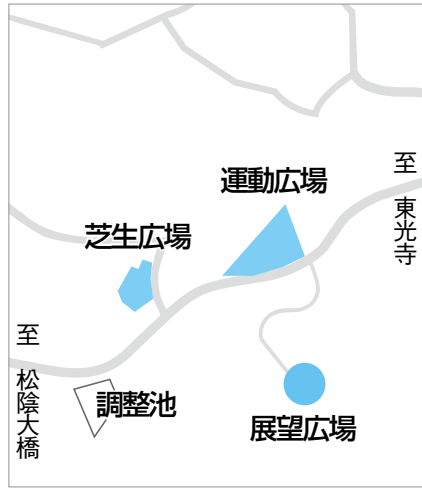 運動広場
至 東光寺
芝生広場
至 松陰大橋
調整池
展望広場